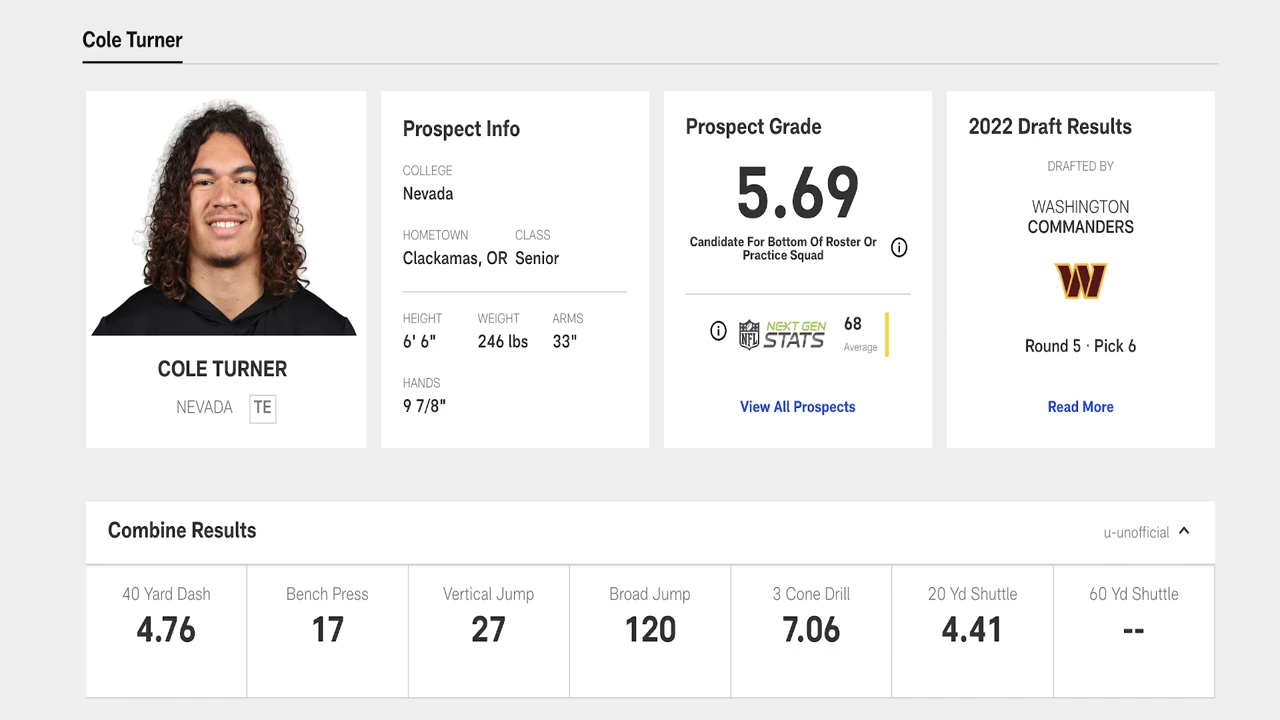 Cole Turner
COLE TURNER
NEVADA TE
Prospect Info
COLLEGE
Nevada
HOMETOWN CLASS
Clackamas, OR Senior
HEIGHT WEIGHT ARMS
6' 6" 246 lbs 33"
HANDS
9 7/8"
Prospect Grade
5.69
Candidate For Bottom Of Roster Or
Practice Squad
NFL NEXT GEN STATS 68
Average
View All Prospects
2022 Draft Results
DRAFTED BY
WASHINGTON
COMMANDERS
W
Round 5 · Pick 6
Read More
Combine Results u-unofficial
40 Yard Dash Bench Press Vertical Jump Broad Jump 3 Cone Drill 20 Yd Shuttle 60 Yd Shuttle
4.76 17 27 120 7.06 4.41 --